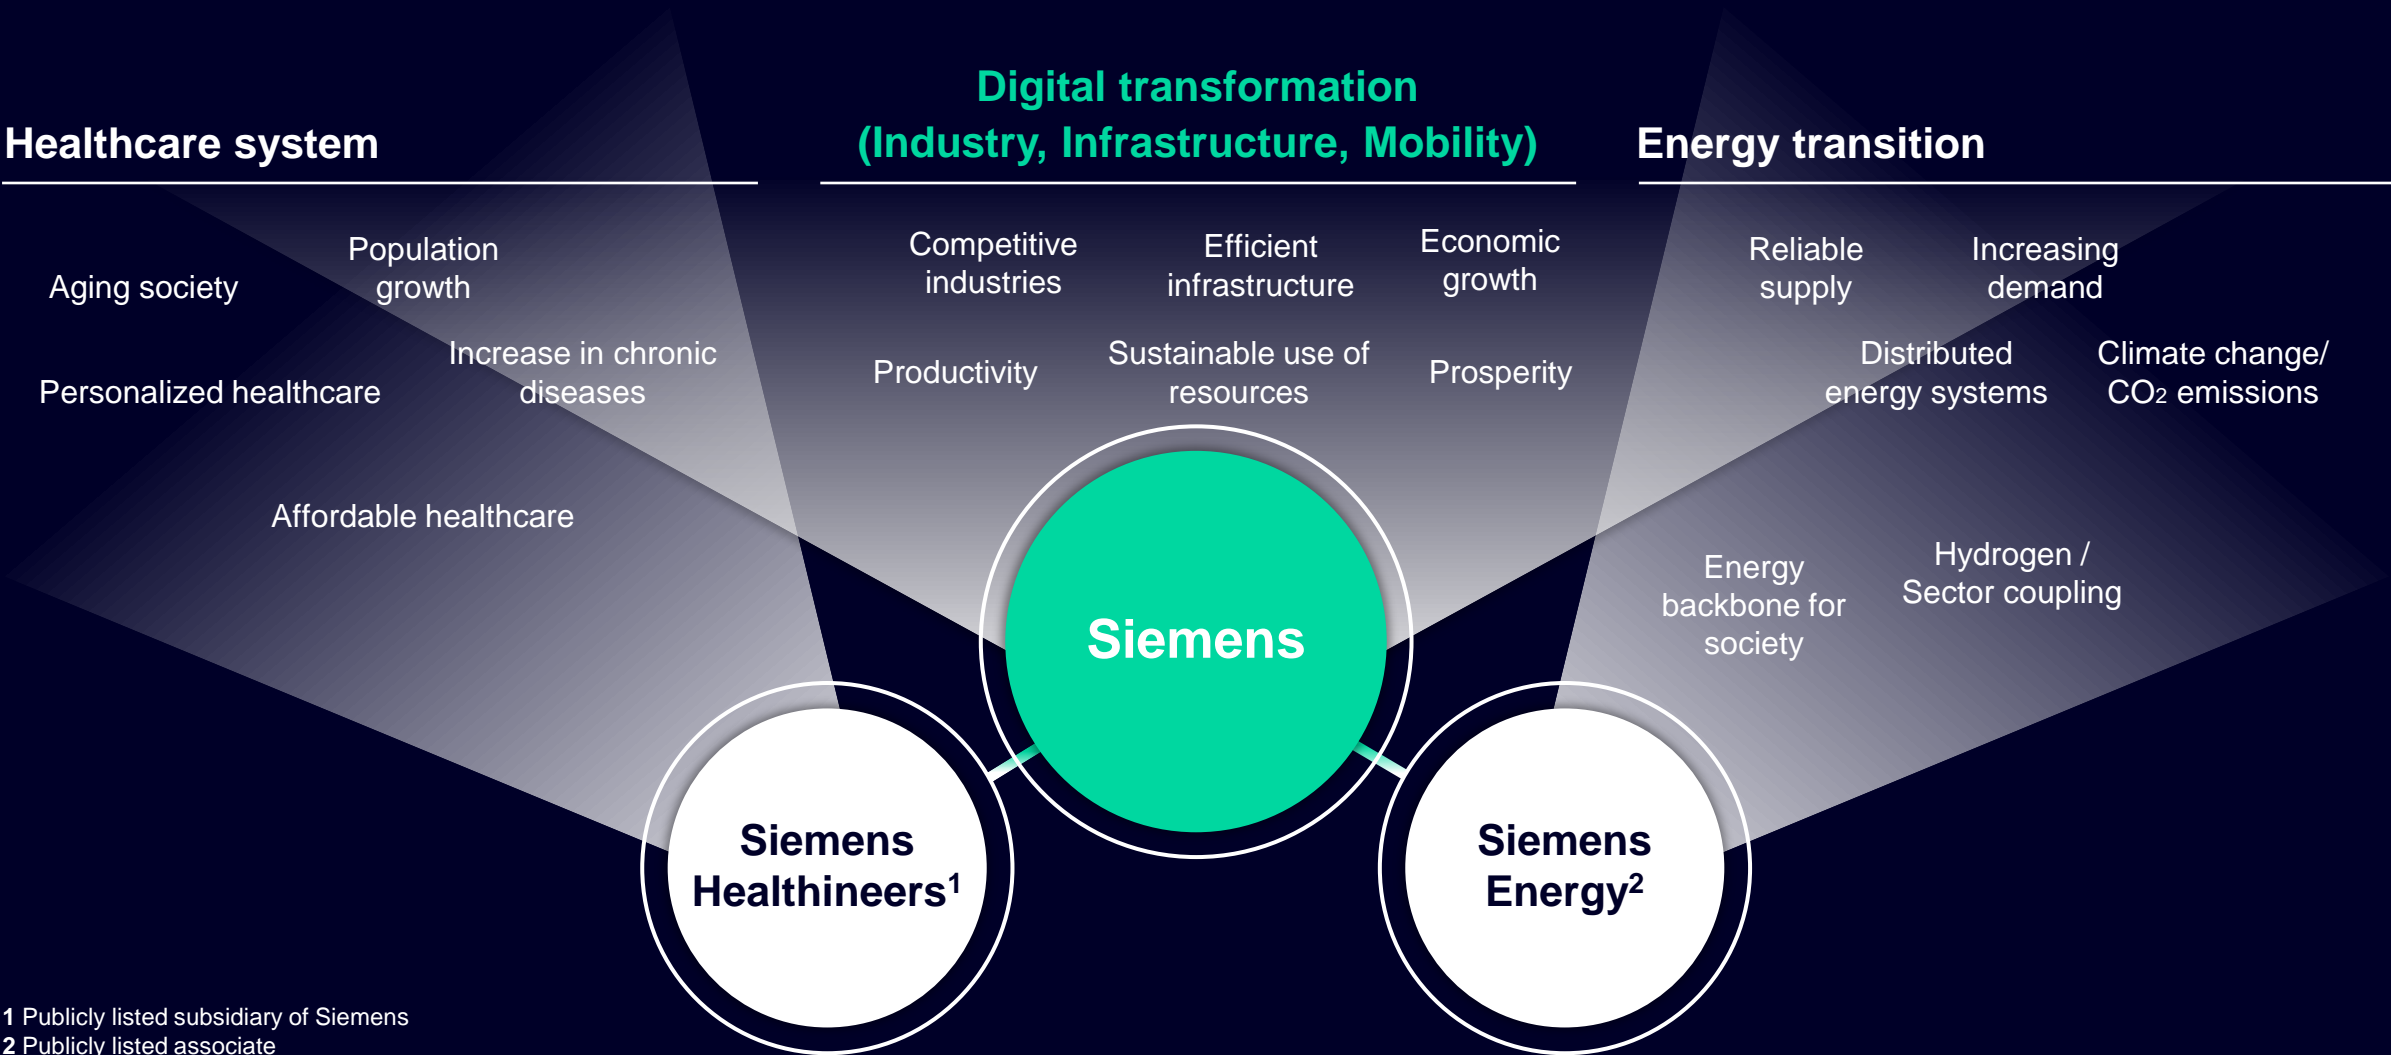 Healthcare system
Aging society
Population
growth
Increase in chronic
diseases
Personalized healthcare
Affordable healthcare
Digital transformation
(Industry, Infrastructure, Mobility)
Competitive
industries
Efficient
infrastructure
Economic
growth
Productivity
Sustainable use of
resources
Prosperity
Energy transition
Reliable
supply
Increasing
demand
Distributed
energy systems
Climate change/
CO₂ emissions
Energy
backbone for
society
Hydrogen /
Sector coupling
Siemens
Siemens
Healthineers¹
Siemens
Energy²
1 Publicly listed subsidiary of Siemens
2 Publicly listed associate